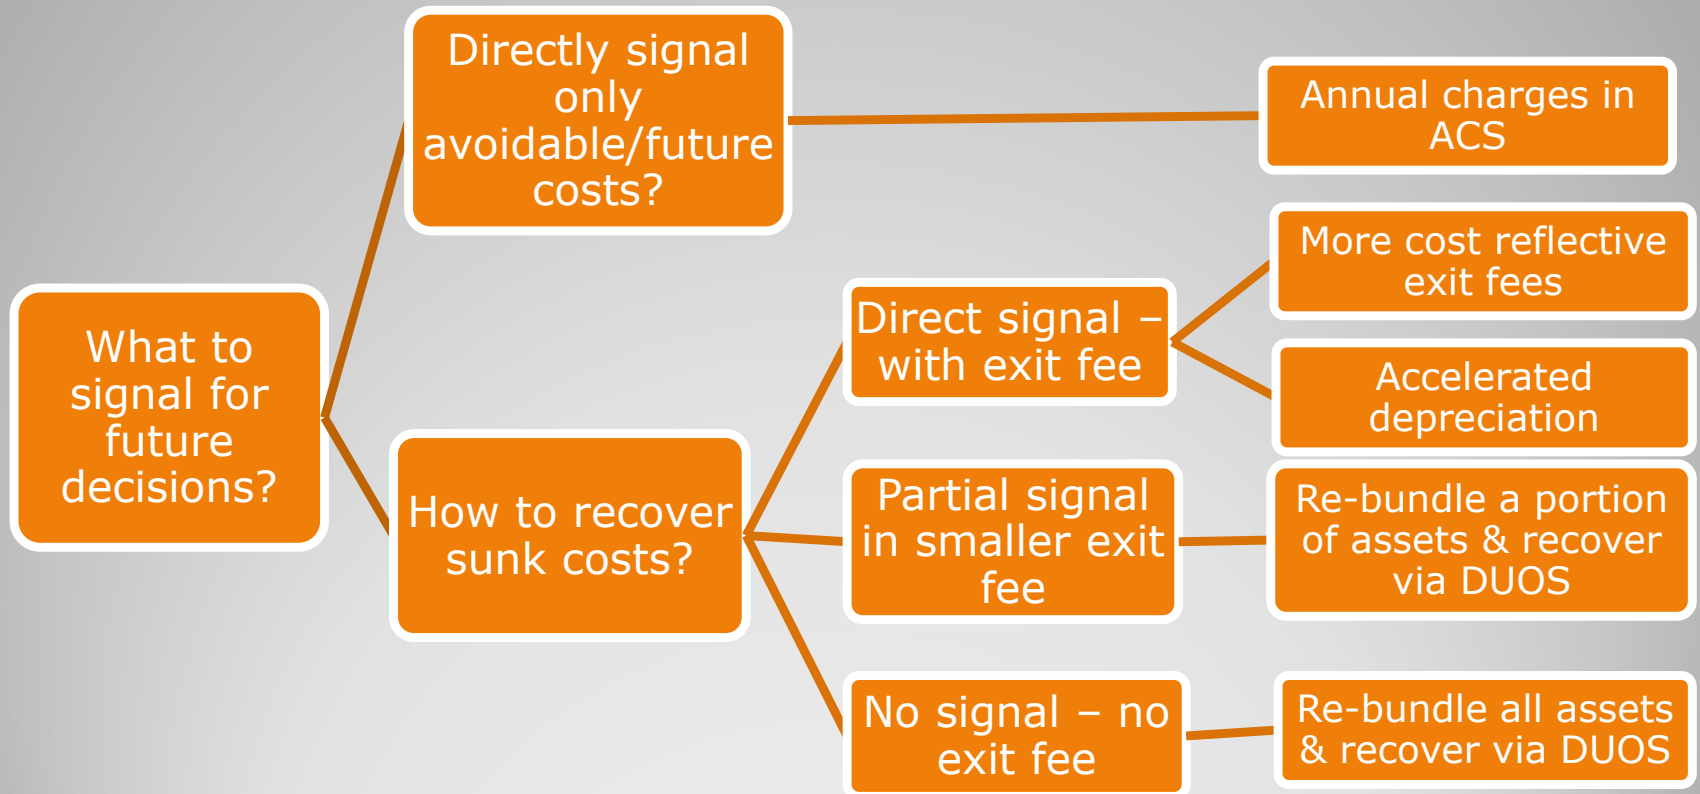 What to
signal for
future
decisions?
Directly signal
only
avoidable/future
costs?
Annual charges in
ACS
How to recover
sunk costs?
Direct signal –
with exit fee
More cost reflective
exit fees
Accelerated
depreciation
Partial signal
in smaller exit
fee
Re-bundle a portion
of assets & recover
via DUOS
No signal – no
exit fee
Re-bundle all assets
& recover via DUOS